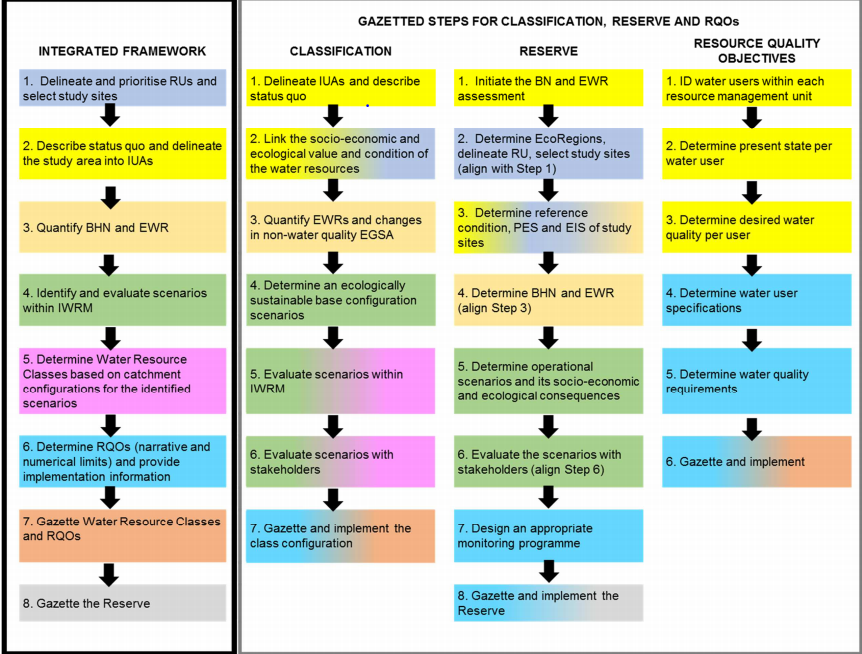 GAZETTED STEPS FOR CLASSIFICATION, RESERVE AND RQOs
INTEGRATED FRAMEWORK
1. Delineate and prioritise RUs and
select study sites
2. Describe status quo and delineate
the study area into IUAs
3. Quantify BHN and EWR
4. Identify and evaluate scenarios
within IWRM
5. Determine Water Resource
Classes based on catchment
configurations for the identified
scenarios
6. Determine RQOs (narrative and
numerical limits) and provide
implementation information
7. Gazette Water Resource Classes
and RQOs
8. Gazette the Reserve
CLASSIFICATION
1. Delineate IUAs and describe
status quo
2. Link the socio-economic and
ecological value and condition of
the water resources
3. Quantify EWRs and changes
in non-water quality EGSA
4. Determine an ecologically
sustainable base configuration
scenarios
5. Evaluate scenarios within
IWRM
6. Evaluate scenarios with
stakeholders
7. Gazette and implement the
class configuration
RESERVE
1. Initiate the BN and EWR
assessment
2. Determine EcoRegions,
delineate RU, select study sites
(align with Step 1)
3. Determine reference
condition, PES and EIS of study
sites
4. Determine BHN and EWR
(align Step 3)
5. Determine operational
scenarios and its socio-economic
and ecological consequences
6. Evaluate the scenarios with
stakeholders (align Step 6)
7. Design an appropriate
monitoring programme
8. Gazette and implement the
Reserve
RESOURCE QUALITY
OBJECTIVES
1. ID water users within each
resource management unit
2. Determine present state per
water user
3. Determine desired water
quality per user
4. Determine water user
specifications
5. Determine water quality
requirements
6. Gazette and implement